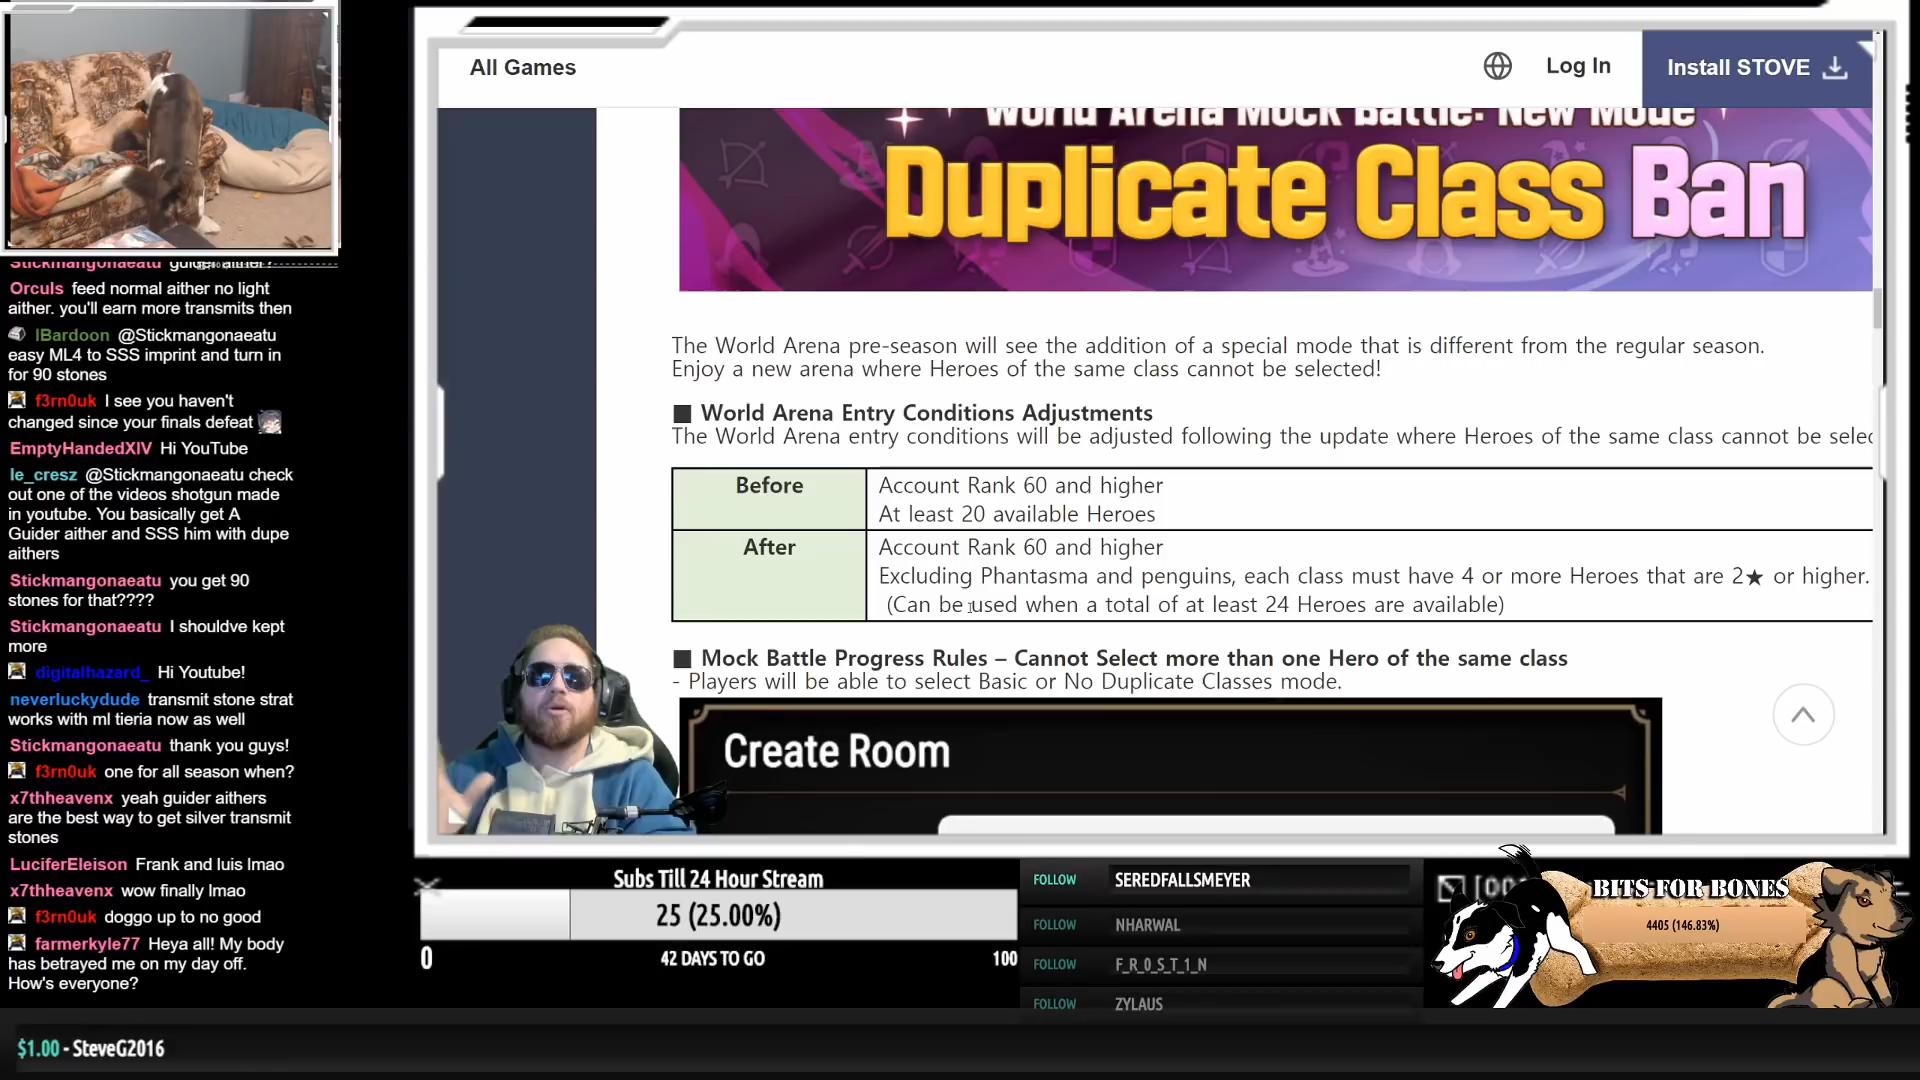 Stickmangonaeatu guider aither?
Orculs feed normal aither no light
aither. you'll earn more transmits then
IBardoon @Stickmangonaeatu
easy ML4 to SSS imprint and turn in
for 90 stones
f3rn0uk I see you haven't
changed since your finals defeat
EmptyHandedXIV Hi YouTube
le_cresz @Stickmangonaeatu check
out one of the videos shotgun made
in youtube. You basically get A
Guider aither and SSS him with dupe
aithers
Stickmangonaeatu you get 90
stones for that????
Stickmangonaeatu I shouldve kept
more
digitalhazard_ Hi Youtube!
neverluckydude transmit stone strat
works with ml tieria now as well
Stickmangonaeatu thank you guys!
f3rn0uk one for all season when?
x7thheavenx yeah guider aithers
are the best way to get silver transmit
stones
LuciferEleison Frank and luis lmao
x7thheavenx wow finally lmao
f3rn0uk doggo up to no good
farmerkyle77 Heya all! My body
has betrayed me on my day off.
How's everyone?
All Games
Log In
Install STOVE
World Arena Mock Battle: New Mode
Duplicate Class Ban
The World Arena pre-season will see the addition of a special mode that is different from the regular season.
Enjoy a new arena where Heroes of the same class cannot be selected!
■ World Arena Entry Conditions Adjustments
The World Arena entry conditions will be adjusted following the update where Heroes of the same class cannot be selec
Before
Account Rank 60 and higher
At least 20 available Heroes
After
Account Rank 60 and higher
Excluding Phantasma and penguins, each class must have 4 or more Heroes that are 2★ or higher.
(Can be used when a total of at least 24 Heroes are available)
■ Mock Battle Progress Rules – Cannot Select more than one Hero of the same class
- Players will be able to select Basic or No Duplicate Classes mode.
Create Room
Subs Till 24 Hour Stream
25 (25.00%)
0
42 DAYS TO GO
100
FOLLOW SEREDFALLSMEYER
FOLLOW NHARWAL
FOLLOW F_R_0_S_T_1_N
FOLLOW ZYLAUS
BITS FOR BONES
4405 (146.83%)
$1.00 - SteveG2016